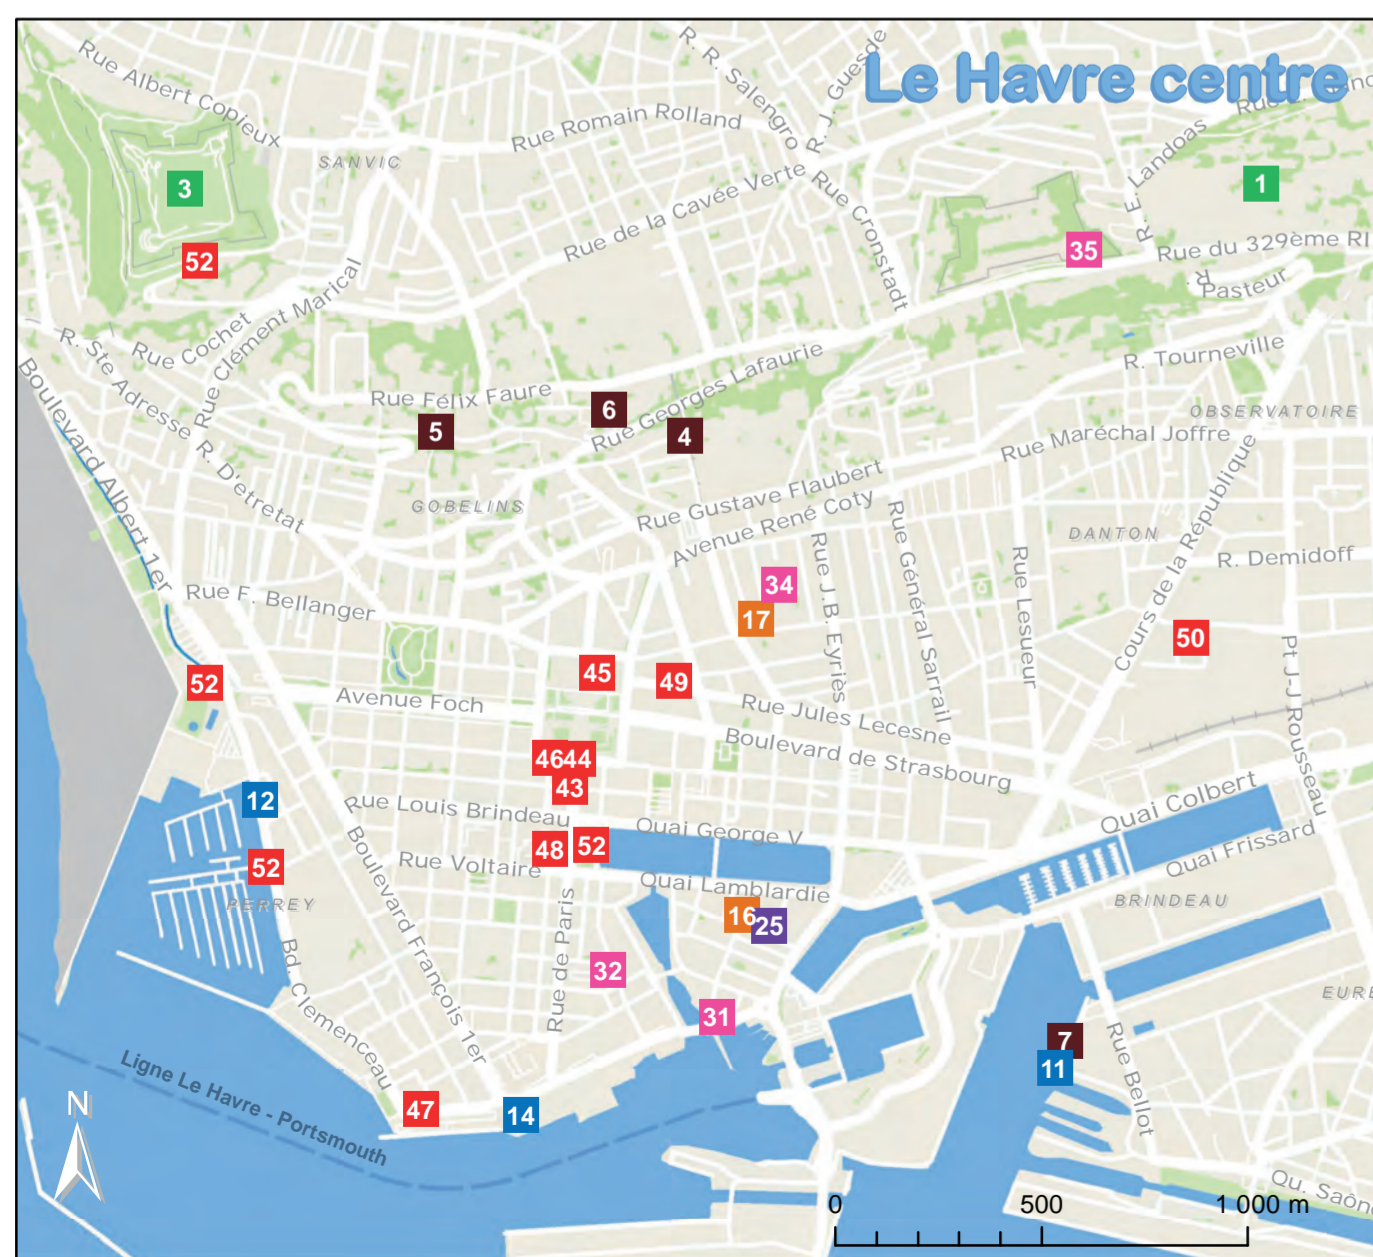 Le Havre centre
Rue Albert Copieux
R. R. Salengro
R. J Guesde
Rue Romain Rolland
SANVIC
R. E. Landoas
3
1
Rue de la Cavée Verte
Rue Cronstadt
52
35
Rue du 329ème RI
R. Pasteur
Rue Clément Marical
Rue Cochet
R. Ste Adresse
Boulevard Albert 1er
R. Tourneville
Rue Georges Lafaurie
Rue Félix Faure
6
5
4
OBSERVATOIRE
Rue Maréchal Joffre
R. D'etretat
GOBELINS
Rue Gustave Flaubert
Avenue René Coty
DANTON
Cours de la République
R. Demidoff
Rue J.B. Eyriès
Rue Général Sarrail
Rue Lesueur
34
17
Rue F. Bellanger
50
45
49
52
Avenue Foch
Rue Jules Lecesne
Boulevard de Strasbourg
Pt J-J Rousseau
46
44
43
12
Rue Louis Brindeau
Quai George V
Quai Colbert
48
52
Rue Voltaire
Quai Lamblardie
Quai Frissard
52
PERREY
BRINDEAU
16
25
Boulevard François 1er
Rue de Paris
32
Bd. Clemenceau
31
7
11
Rue Bellot
Ligne Le Havre - Portsmouth
47
14
N
Qu. Saôn
0 500 1 000 m